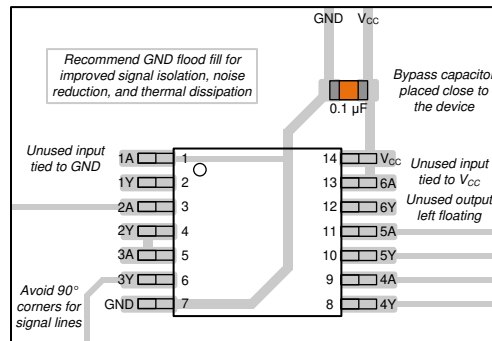 GND VCC
Recommend GND flood fill for
improved signal isolation, noise
reduction, and thermal dissipation
Bypass capacitor
placed close to
the device
0.1 µF
Unused input
tied to GND
1A 1 14 VCC
1Y 2 13 6A
2A 3 12 6Y
2Y 4 11 5A
3A 5 10 5Y
3Y 6 9 4A
GND 7 8 4Y
Unused input
tied to VCC
Unused output
left floating
Avoid 90°
corners for
signal lines